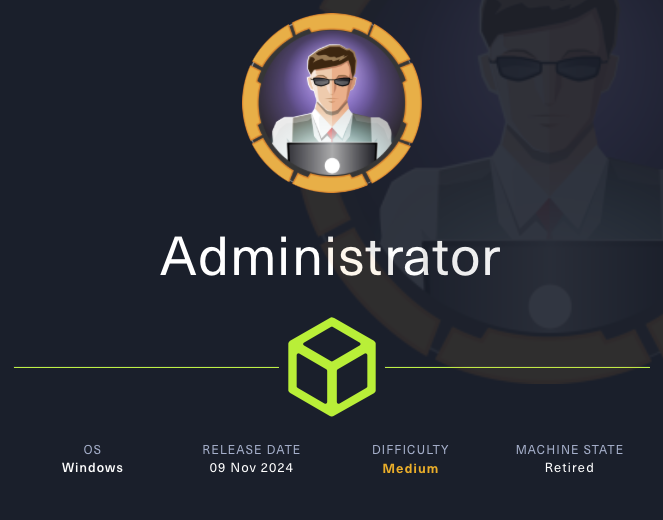 Administrator
OS RELEASE DATE DIFFICULTY MACHINE STATE
Windows 09 Nov 2024 Medium Retired